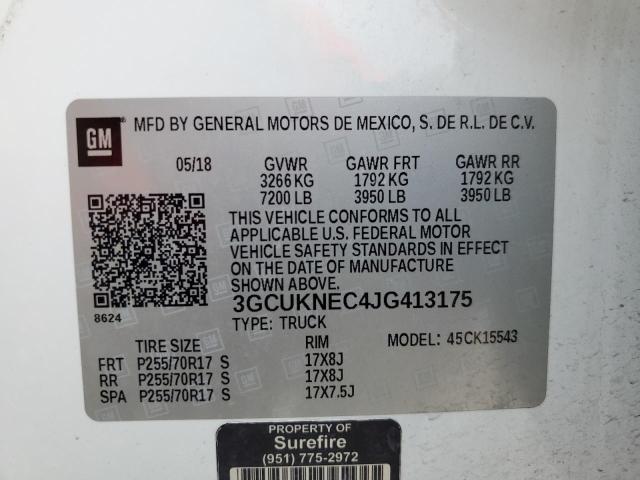 GM
MFD BY GENERAL MOTORS DE MEXICO, S. DE R.L. DE C.V.
05/18 GVWR GAWR FRT GAWR RR
3266 KG 1792 KG 1792 KG
7200 LB 3950 LB 3950 LB
THIS VEHICLE CONFORMS TO ALL
APPLICABLE U.S. FEDERAL MOTOR
VEHICLE SAFETY STANDARDS IN EFFECT
ON THE DATE OF MANUFACTURE
SHOWN ABOVE.
8624
3GCUKNEC4JG413175
TYPE: TRUCK MODEL: 45CK15543
TIRE SIZE RIM
FRT P255/70R17 S 17X8J
RR P255/70R17 S 17X8J
SPA P255/70R17 S 17X7.5J
PROPERTY OF
Surefire
(951) 775-2972